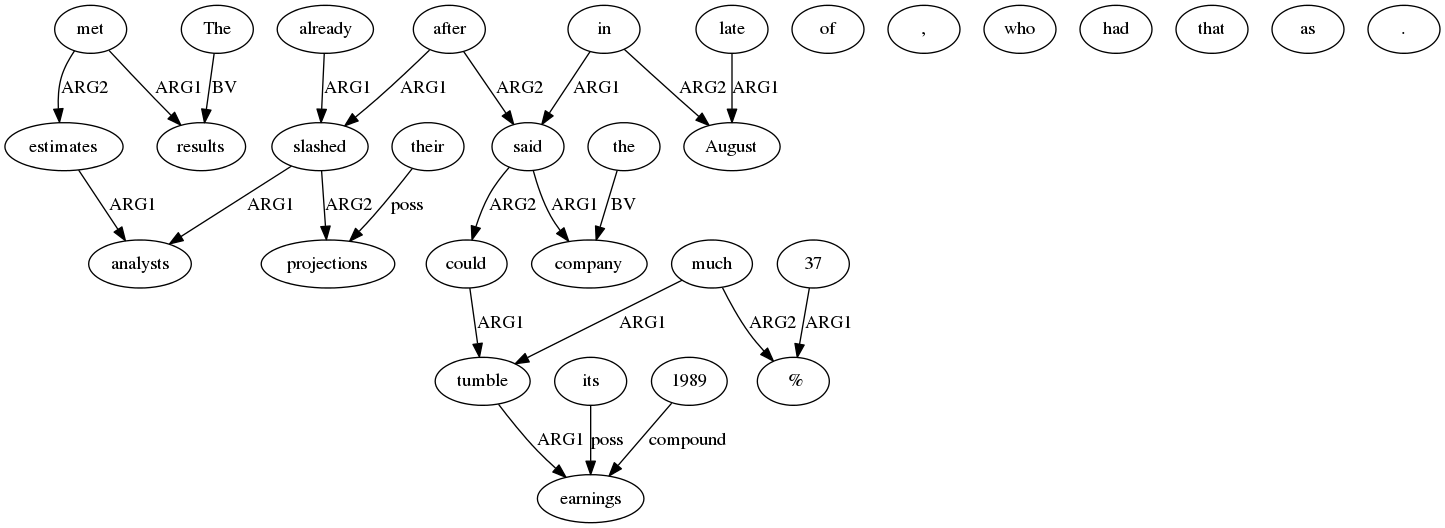 met The already after in late of , who had that as .
ARG2 ARG1 BV ARG1 ARG1 ARG2 ARG1 ARG2 ARG1
estimates results slashed their said the August
ARG1 ARG1 ARG2 poss ARG2 ARG1 BV
analysts projections could company much 37
ARG1 ARG1 ARG2 ARG1
tumble its 1989 %
ARG1 poss compound
earnings